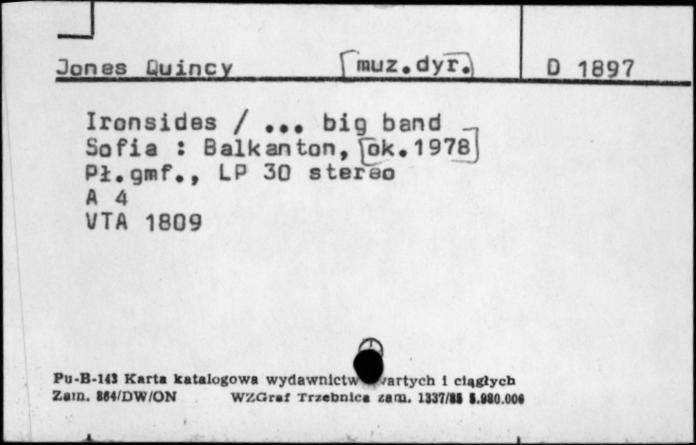 Jones Quincy [muz.dyr.] D 1897
Ironsides / ... big band
Sofia : Balkanton, [ok.1978]
Pł.gmf., LP 30 stereo
A 4
VTA 1809
Pu-B-143 Karta katalogowa wydawnictw i ciągłych
Zam. 864/DW/ON WZGraf Trzebnica zam. 1337/85 5.980.000